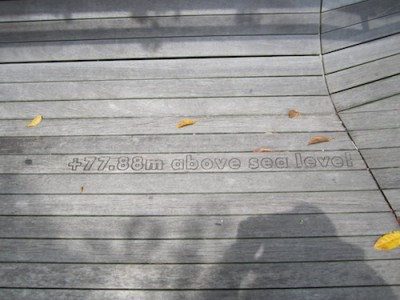 +77.88m above sea level